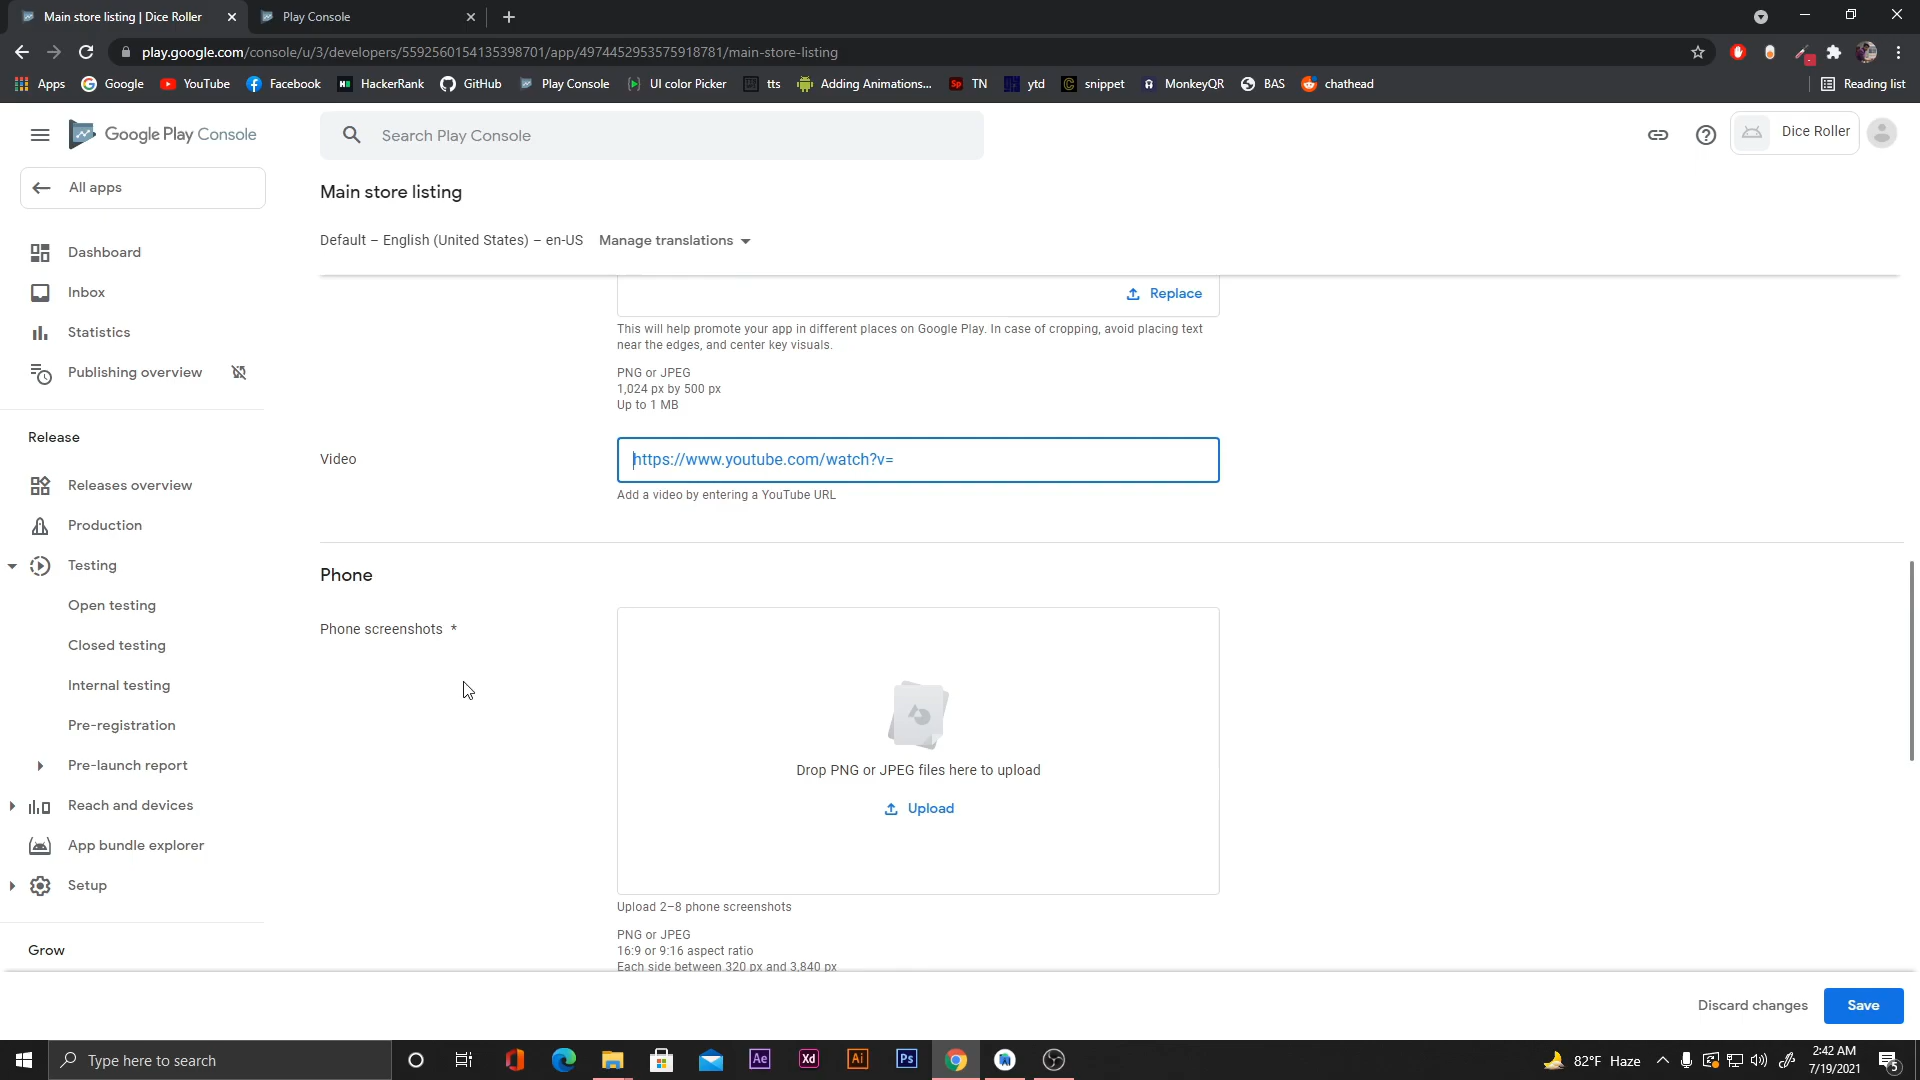 Main store listing | Dice Roller
Play Console
play.google.com/console/u/3/developers/5592560154135398701/app/4974452953575918781/main-store-listing
Apps
Google
YouTube
Facebook
HackerRank
GitHub
Play Console
UI color Picker
tts
Adding Animations...
TN
ytd
snippet
MonkeyQR
BAS
chathead
Reading list
Google Play Console
Search Play Console
Dice Roller
All apps
Main store listing
Default – English (United States) – en-US
Manage translations
Dashboard
Inbox
Statistics
Publishing overview
Release
Releases overview
Production
Testing
Open testing
Closed testing
Internal testing
Pre-registration
Pre-launch report
Reach and devices
App bundle explorer
Setup
Grow
Replace
This will help promote your app in different places on Google Play. In case of cropping, avoid placing text
near the edges, and center key visuals.
PNG or JPEG
1,024 px by 500 px
Up to 1 MB
Video
https://www.youtube.com/watch?v=
Add a video by entering a YouTube URL
Phone
Phone screenshots *
Drop PNG or JPEG files here to upload
Upload
Upload 2–8 phone screenshots
PNG or JPEG
16:9 or 9:16 aspect ratio
Each side between 320 px and 3,840 px
Discard changes
Save
Type here to search
Ae
Xd
Ai
Ps
82°F Haze
2:42 AM
7/19/2021
5